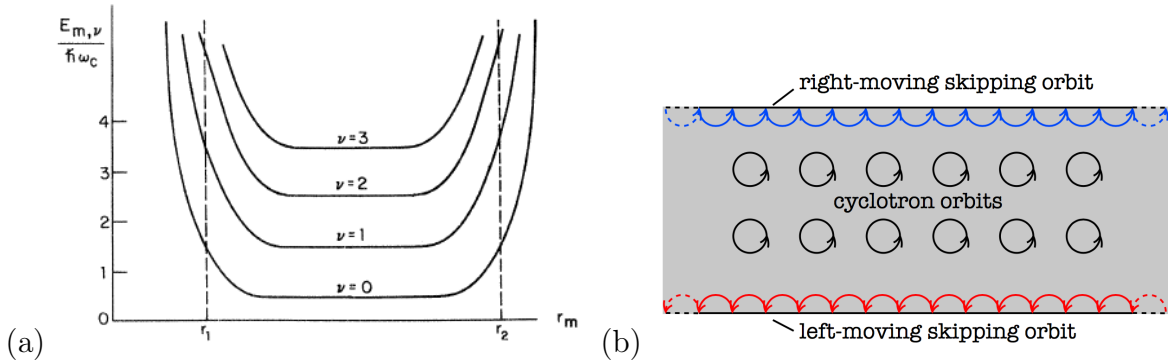 E_{m,ν}
ħω_c
4
3
2
1
0
ν=3
ν=2
ν=1
ν=0
r_1
r_2
r_m
(a)
right-moving skipping orbit
cyclotron orbits
left-moving skipping orbit
(b)